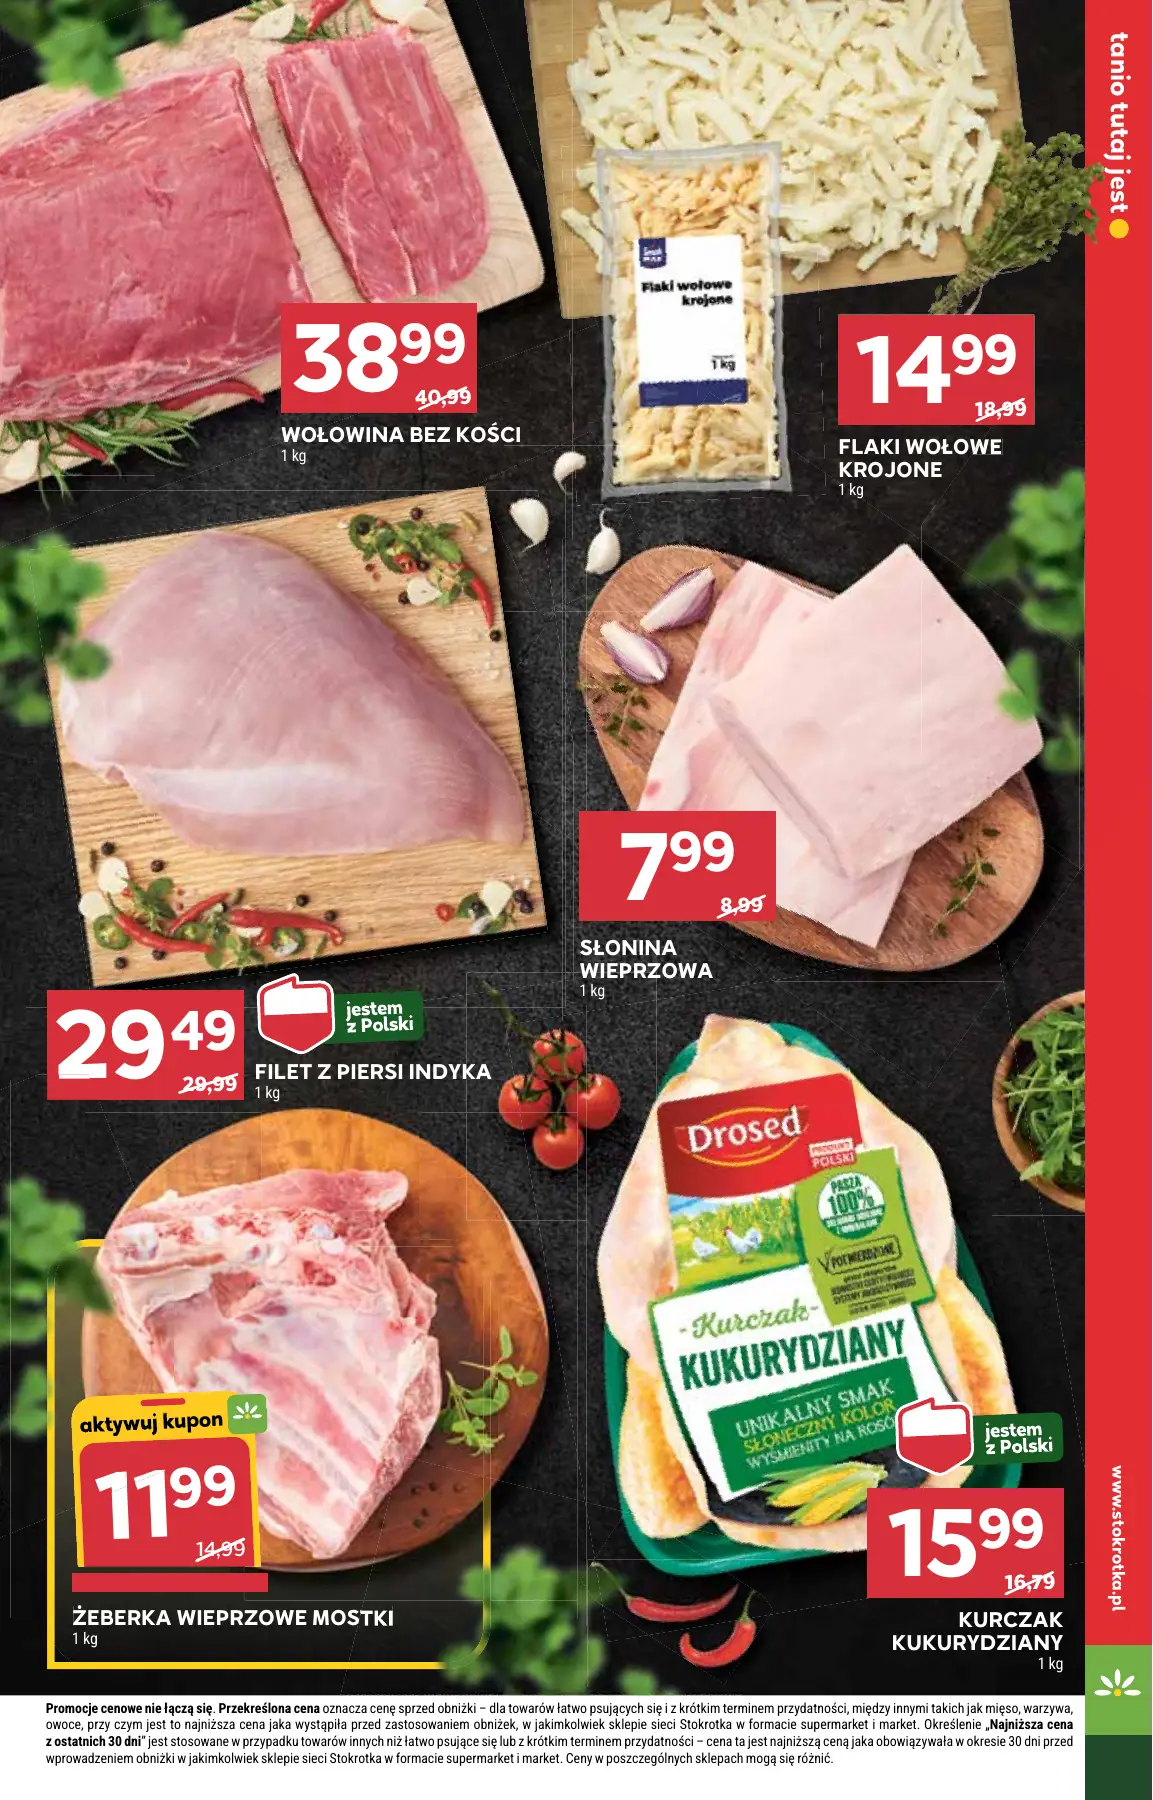 tanio tutaj jest
38 99
40,99
WOŁOWINA BEZ KOŚCI
1 kg
Flaki wołowe
krojone
1 kg
14 99
18,99
FLAKI WOŁOWE
KROJONE
1 kg
7 99
8,99
SŁONINA
WIEPRZOWA
1 kg
29 49
29,99
jestem
z Polski
FILET Z PIERSI INDYKA
1 kg
Drosed
POLSKI
PASZA
100%
POTWIERDZONE
- Kurczak -
KUKURYDZIANY
UNIKALNY SMAK
SŁONECZNY KOLOR
WYŚMIENITY NA ROSÓŁ
jestem
z Polski
15 99
16,79
KURCZAK
KUKURYDZIANY
1 kg
aktywuj kupon
11 99
14,99
ŻEBERKA WIEPRZOWE MOSTKI
1 kg
www.stokrotka.pl
Promocje cenowe nie łączą się. Przekreślona cena oznacza cenę sprzed obniżki – dla towarów łatwo psujących się i z krótkim terminem przydatności, między innymi takich jak mięso, warzywa,
owoce, przy czym jest to najniższa cena jaka wystąpiła przed zastosowaniem obniżek, w jakimkolwiek sklepie sieci Stokrotka w formacie supermarket i market. Określenie „Najniższa cena
z ostatnich 30 dni" jest stosowane w przypadku towarów innych niż łatwo psujące się lub z krótkim terminem przydatności – cena ta jest najniższą ceną jaka obowiązywała w okresie 30 dni przed
wprowadzeniem obniżki w jakimkolwiek sklepie sieci Stokrotka w formacie supermarket i market. Ceny w poszczególnych sklepach mogą się różnić.